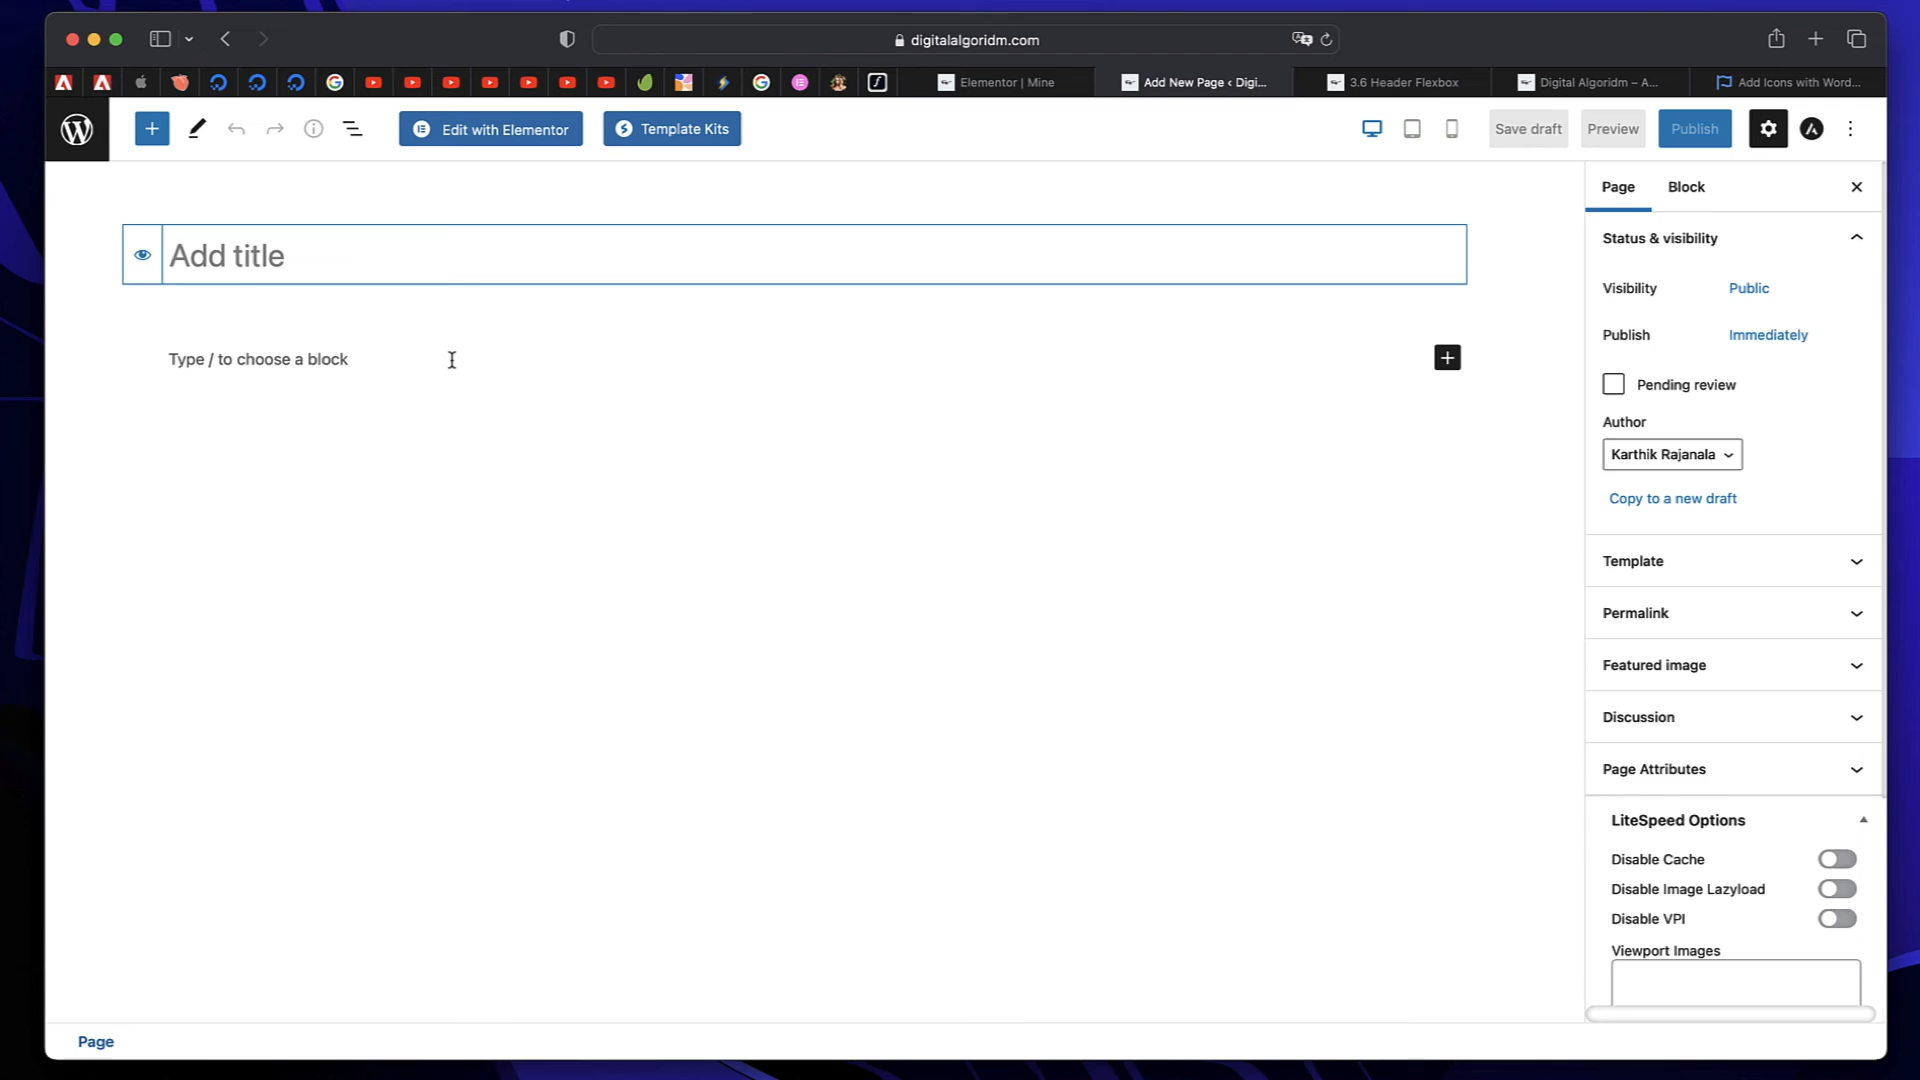 digitalalgoridm.com
Elementor | Mine
Add New Page ‹ Digi...
3.6 Header Flexbox
Digital Algoridm – A...
Add Icons with Word...
Edit with Elementor
Template Kits
Save draft
Preview
Publish
Page
Block
Add title
Status & visibility
Visibility
Public
Publish
Immediately
Type / to choose a block
Pending review
Author
Karthik Rajanala
Copy to a new draft
Template
Permalink
Featured image
Discussion
Page Attributes
LiteSpeed Options
Disable Cache
Disable Image Lazyload
Disable VPI
Viewport Images
Page